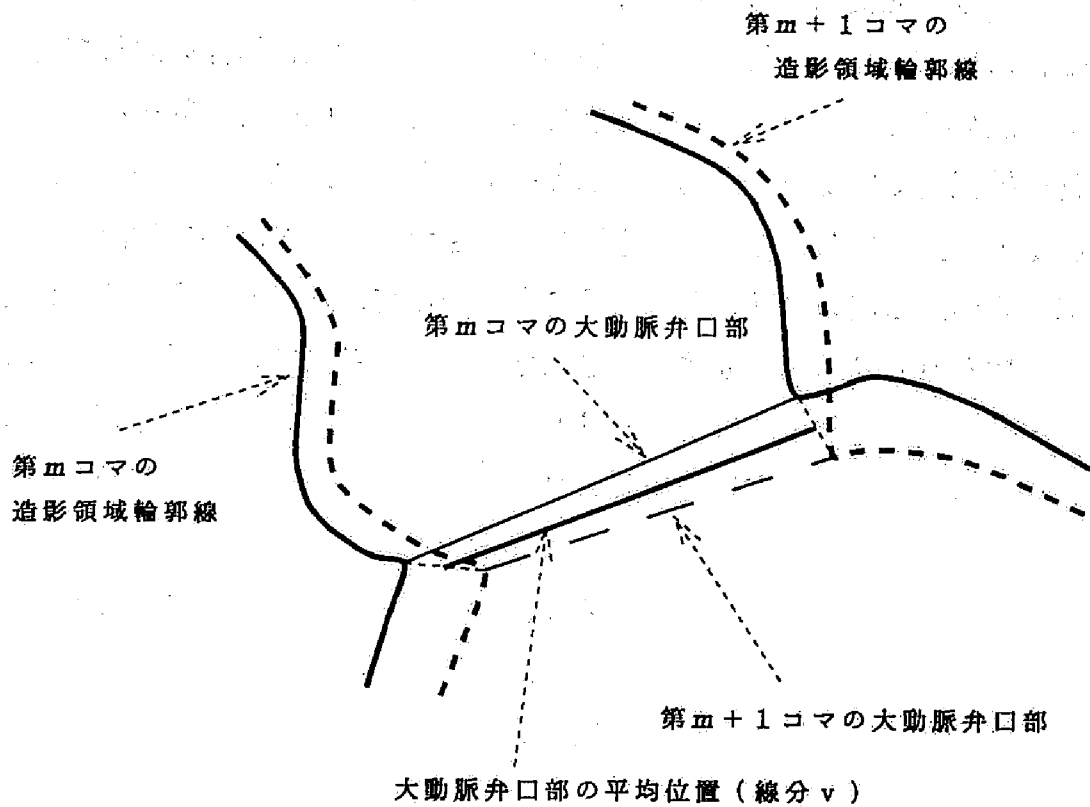 第m+1コマの
造影領域輪郭線
第mコマの大動脈弁口部
第mコマの
造影領域輪郭線
第m+1コマの大動脈弁口部
大動脈弁口部の平均位置(線分v)